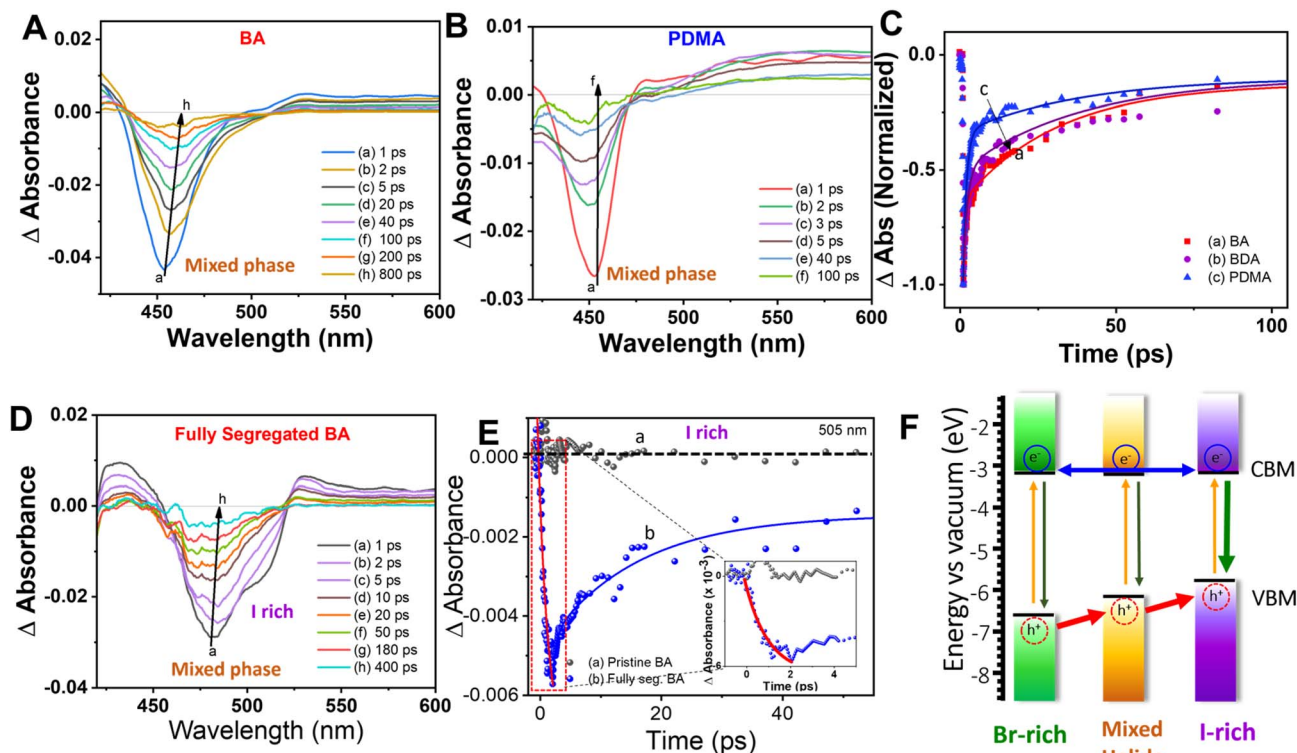 A
BA
0.02
0.00
-0.02
-0.04
Δ Absorbance
h
a
Mixed phase
(a) 1 ps
(b) 2 ps
(c) 5 ps
(d) 20 ps
(e) 40 ps
(f) 100 ps
(g) 200 ps
(h) 800 ps
450 500 550 600
Wavelength (nm)
B
PDMA
0.01
0.00
-0.01
-0.02
-0.03
Δ Absorbance
f
a
Mixed phase
(a) 1 ps
(b) 2 ps
(c) 3 ps
(d) 5 ps
(e) 40 ps
(f) 100 ps
450 500 550 600
Wavelength (nm)
C
0.0
-0.5
-1.0
Δ Abs (Normalized)
c
a
(a) BA
(b) BDA
(c) PDMA
0 50 100
Time (ps)
D
Fully Segregated BA
0.02
0.00
-0.02
-0.04
Δ Absorbance
h
a
I rich
Mixed phase
(a) 1 ps
(b) 2 ps
(c) 5 ps
(d) 10 ps
(e) 20 ps
(f) 50 ps
(g) 180 ps
(h) 400 ps
450 500 550 600
Wavelength (nm)
E
I rich
505 nm
a
b
0.000
-0.002
-0.004
-0.006
Δ Absorbance
(a) Pristine BA
(b) Fully seg. BA
Δ Absorbance (x 10⁻³)
0
-6
0 2 4
Time (ps)
0 20 40
Time (ps)
F
Energy vs vacuum (eV)
-2
-3
-4
-5
-6
-7
-8
e⁻ e⁻ e⁻
CBM
h⁺ h⁺ h⁺
VBM
Br-rich
Mixed
I-rich